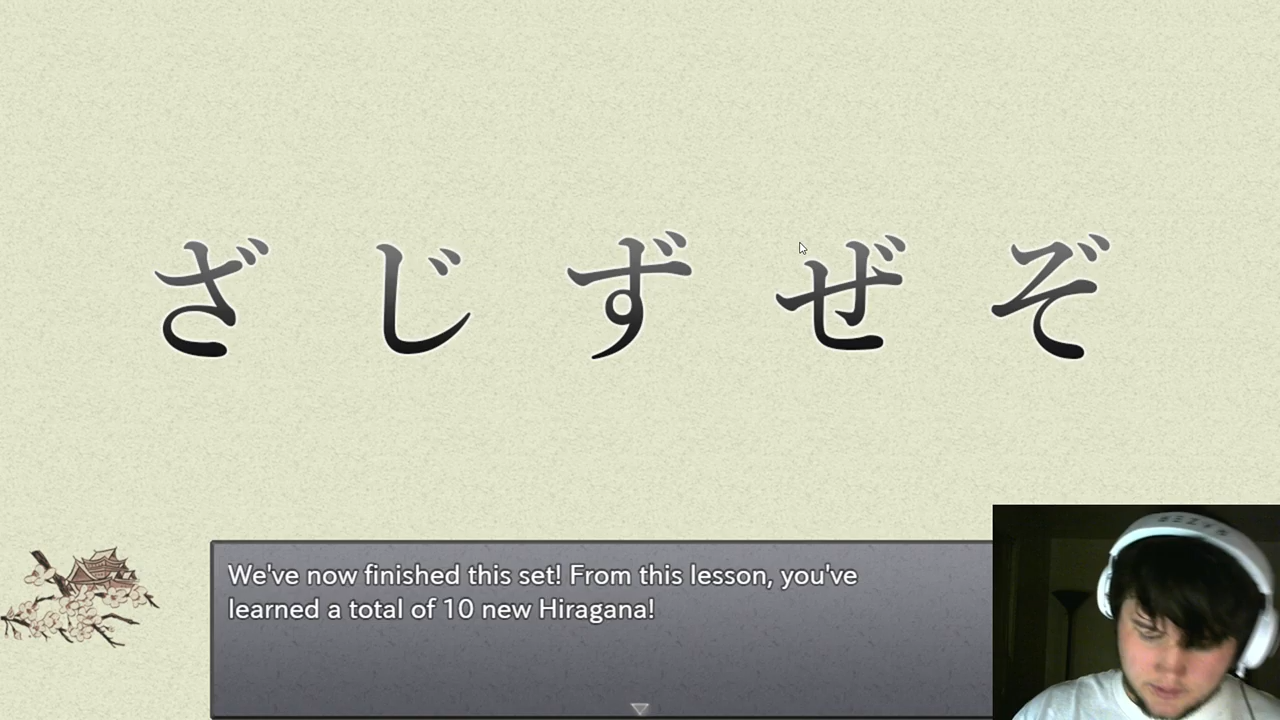 ざ じ ず ぜ ぞ
We've now finished this set! From this lesson, you've
learned a total of 10 new Hiragana!